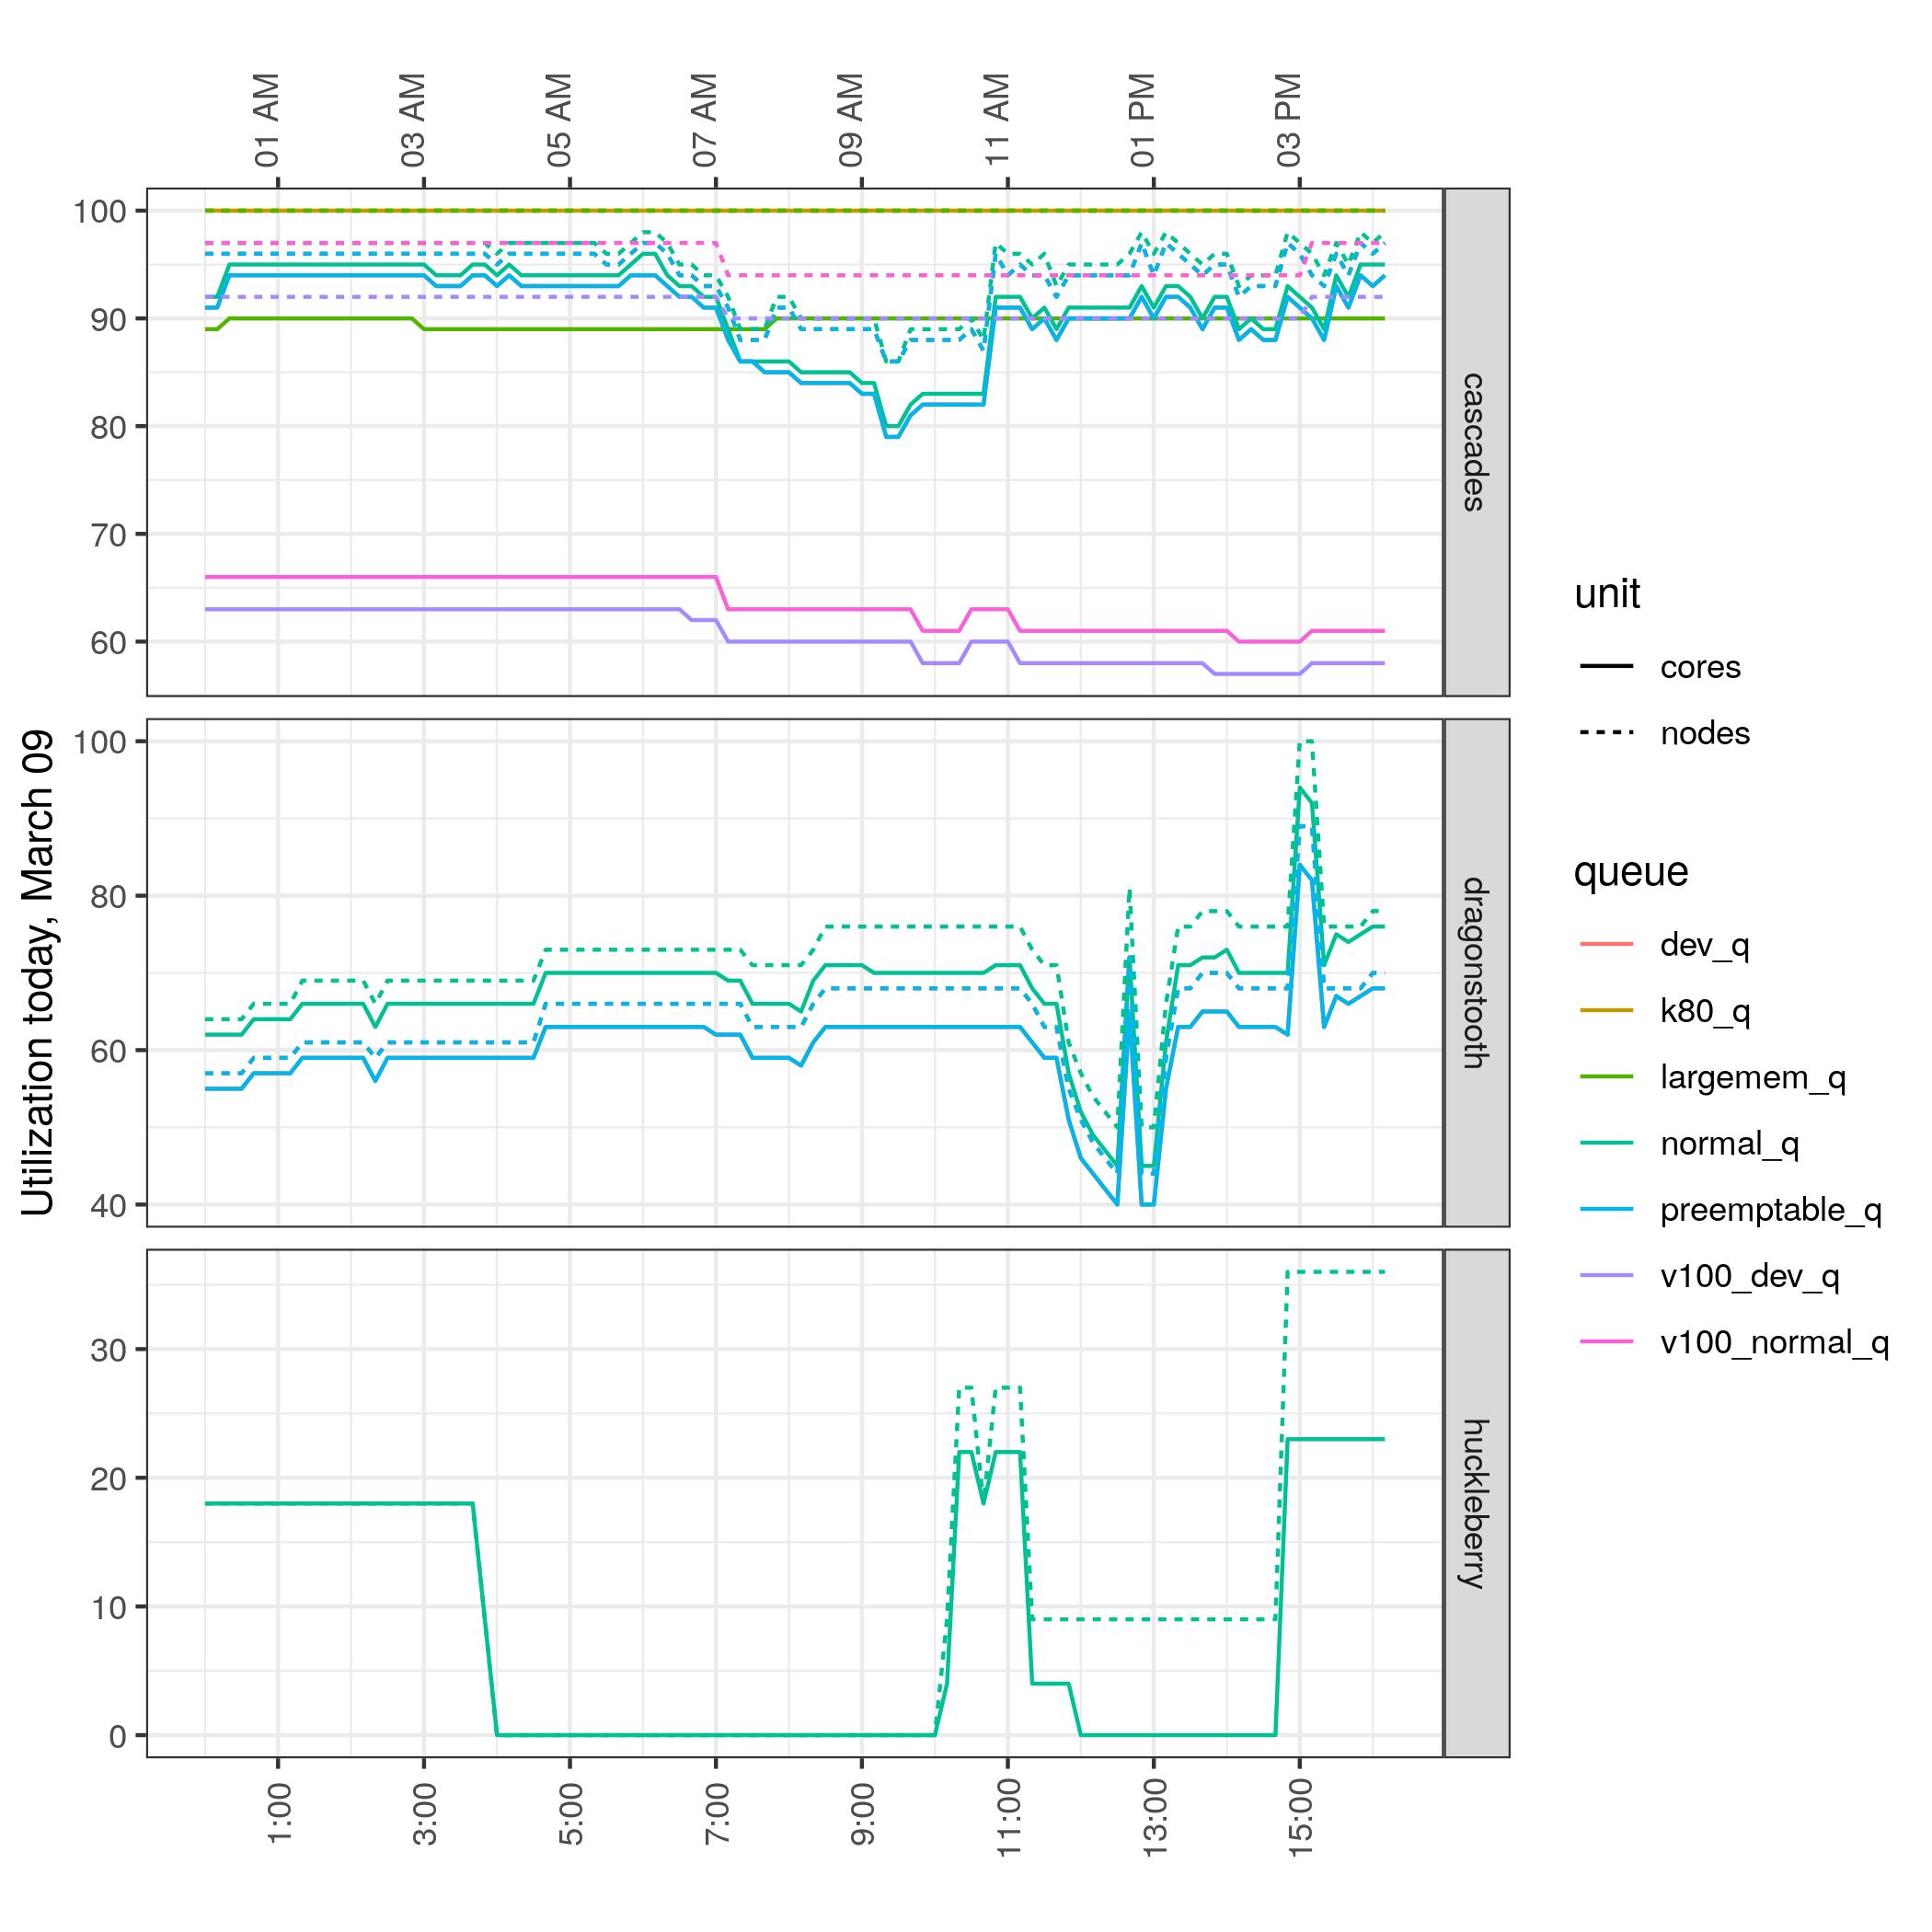 01 AM
03 AM
05 AM
07 AM
09 AM
11 AM
01 PM
03 PM
Utilization today, March 09
100
90
80
70
60
cascades
100
80
60
40
dragonstooth
30
20
10
0
huckleberry
1:00
3:00
5:00
7:00
9:00
11:00
13:00
15:00
unit
cores
nodes
queue
dev_q
k80_q
largemem_q
normal_q
preemptable_q
v100_dev_q
v100_normal_q